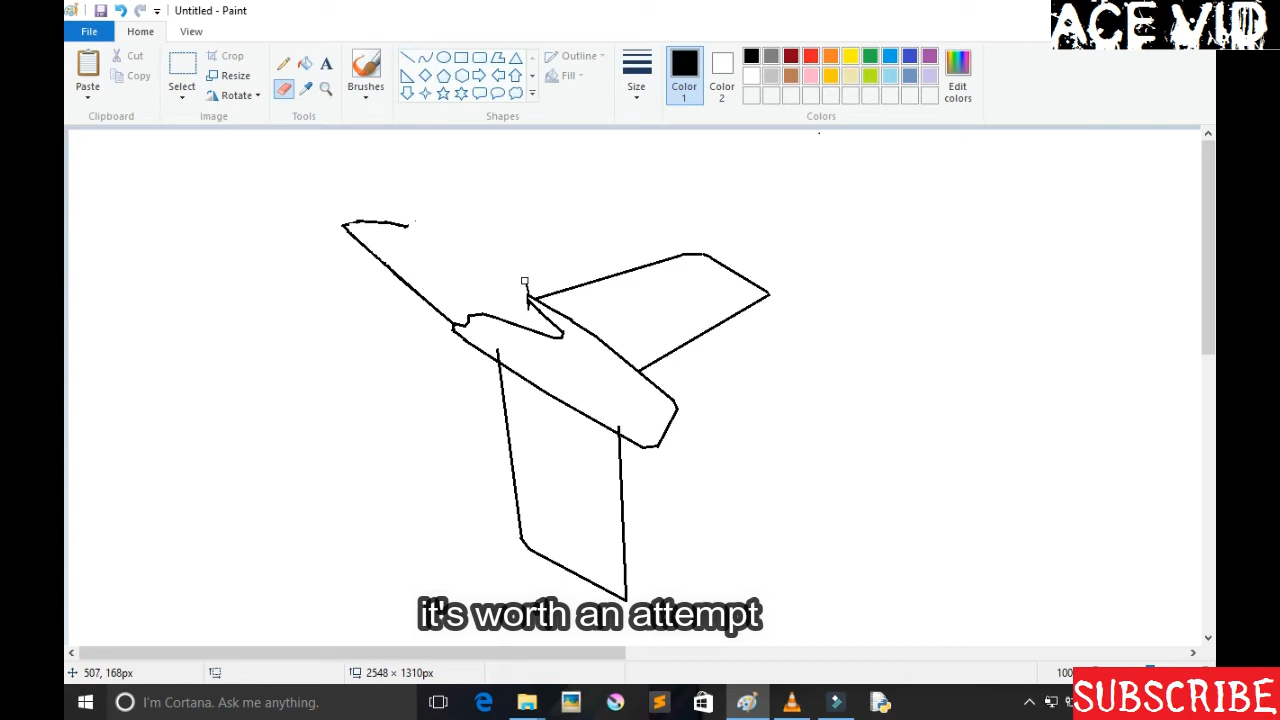 Untitled - Paint
ACE VID
File
Home
View
Paste
Cut
Copy
Clipboard
Select
Crop
Resize
Rotate
Image
A
Tools
Brushes
Outline
Fill
Shapes
Size
Color 1
Color 2
Edit colors
Colors
it's worth an attempt
507, 168px
2548 × 1310px
100
I'm Cortana. Ask me anything.
SUBSCRIBE